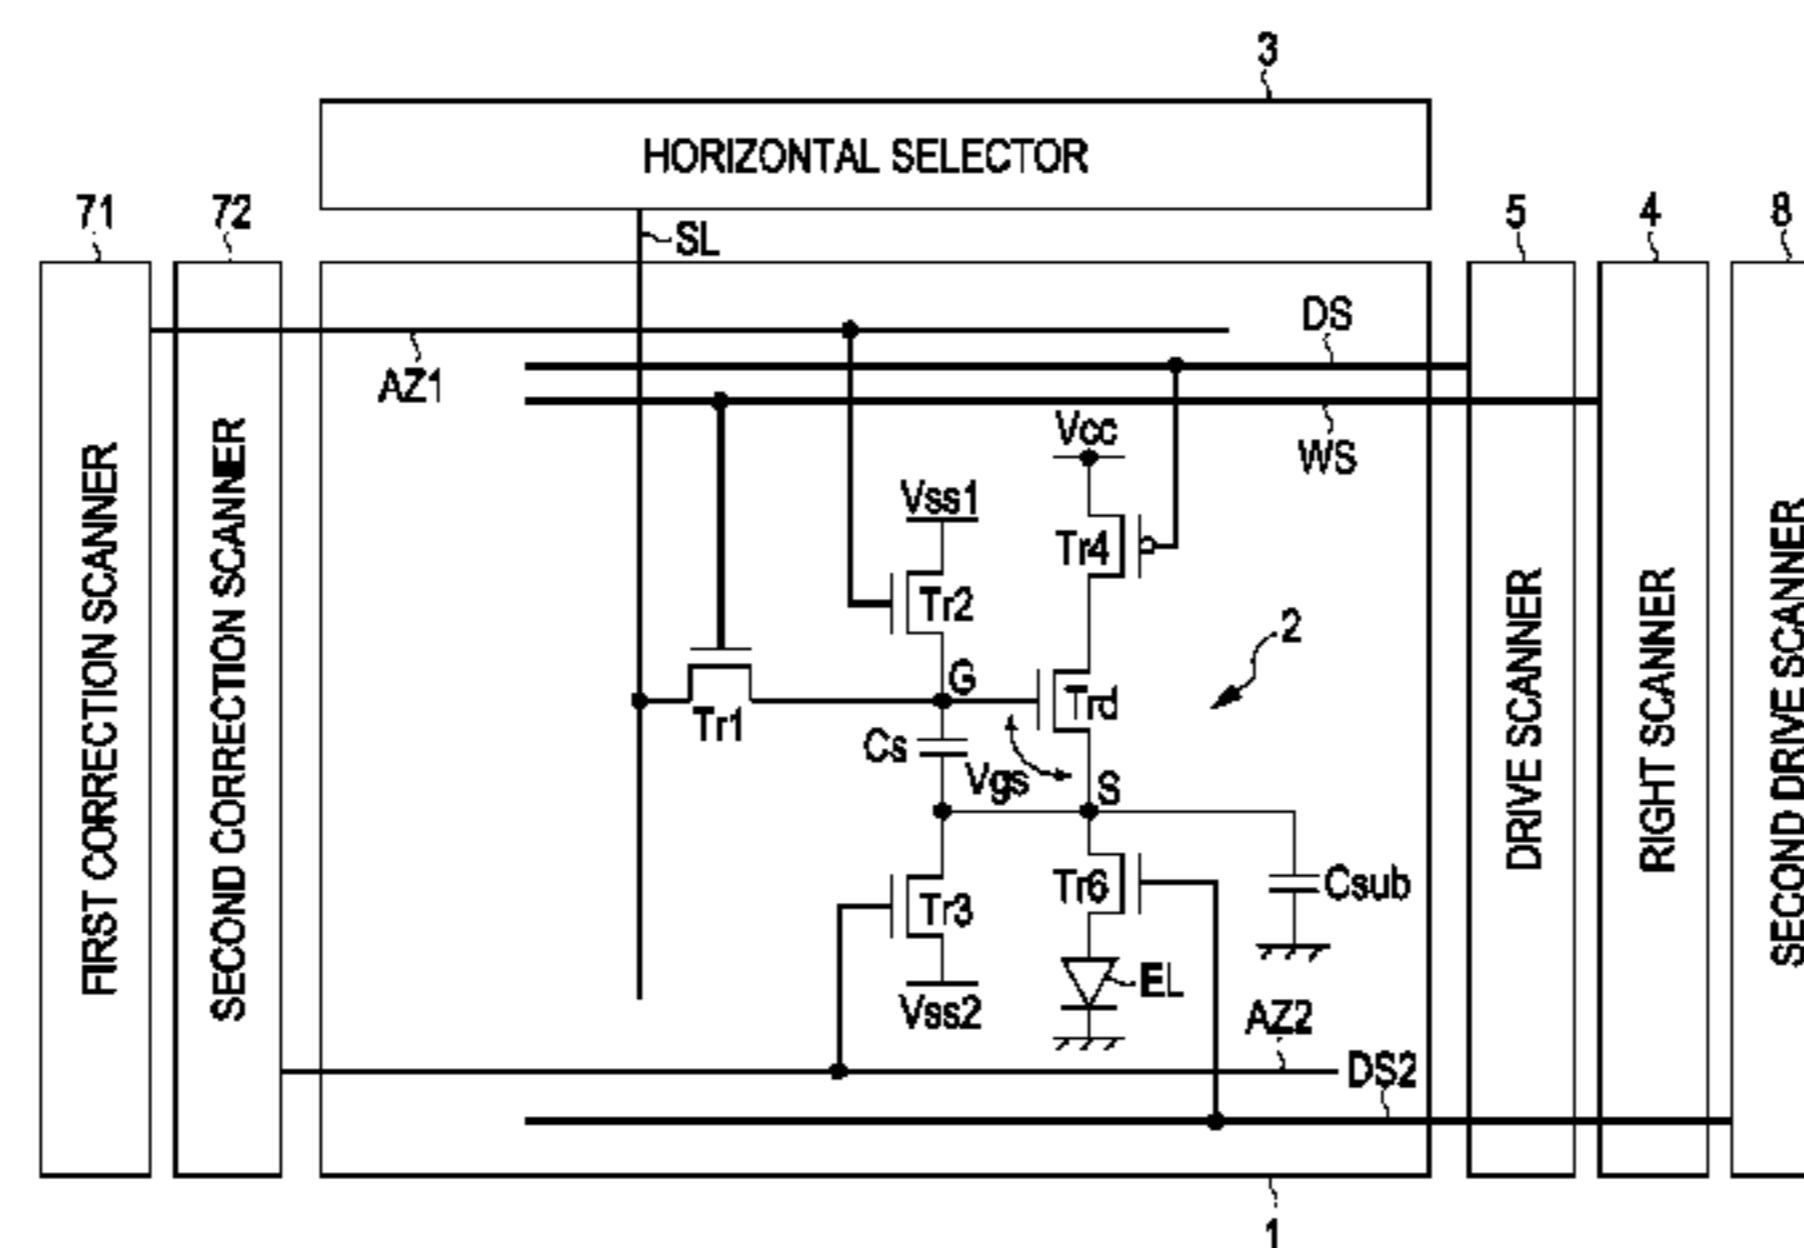 3
HORIZONTAL SELECTOR
71
72
SL
5
4
8
DS
AZ1
Vcc
WS
Vss1
Tr4
Tr2
2
G
Trd
Tr1
Cs
Vgs
S
Tr6
Csub
Tr3
EL
Vss2
AZ2
DS2
FIRST CORRECTION SCANNER
SECOND CORRECTION SCANNER
DRIVE SCANNER
RIGHT SCANNER
SECOND DRIVE SCANNER
1